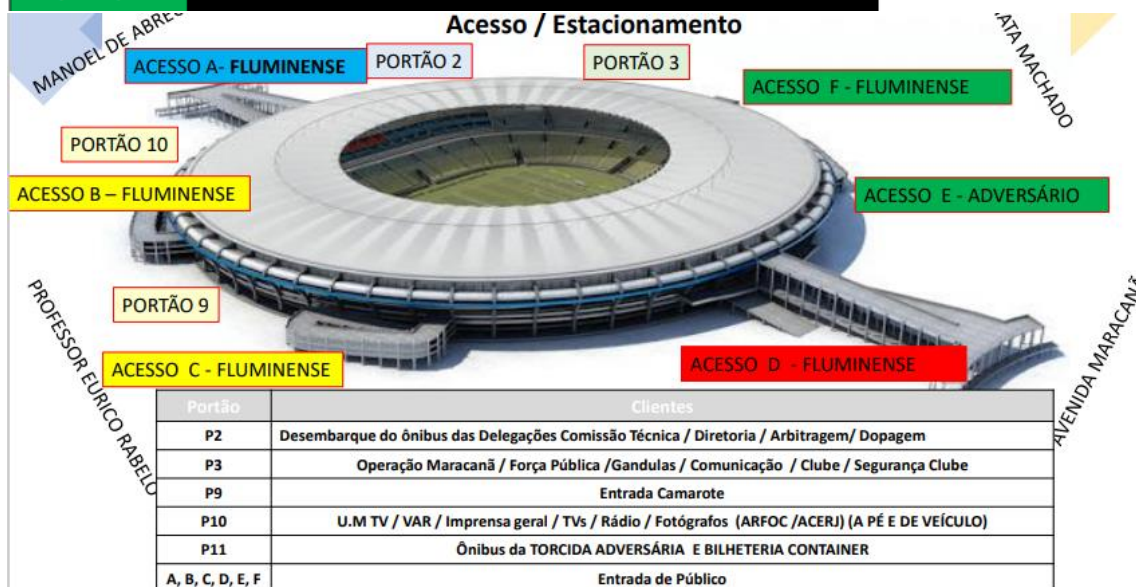 Acesso / Estacionamento
MANOEL DE ABREU
ATA MACHADO
ACESSO A- FLUMINENSE
PORTÃO 2
PORTÃO 3
ACESSO F - FLUMINENSE
PORTÃO 10
ACESSO B – FLUMINENSE
ACESSO E - ADVERSÁRIO
PORTÃO 9
PROFESSOR EURICO RABELO
AVENIDA MARACANÃ
ACESSO C - FLUMINENSE
ACESSO D - FLUMINENSE
Portão Clientes
P2 Desembarque do ônibus das Delegações Comissão Técnica / Diretoria / Arbitragem/ Dopagem
P3 Operação Maracanã / Força Pública /Gandulas / Comunicação / Clube / Segurança Clube
P9 Entrada Camarote
P10 U.M TV / VAR / Imprensa geral / TVs / Rádio / Fotógrafos (ARFOC /ACERJ) (A PÉ E DE VEÍCULO)
P11 Ônibus da TORCIDA ADVERSÁRIA E BILHETERIA CONTAINER
A, B, C, D, E, F Entrada de Público